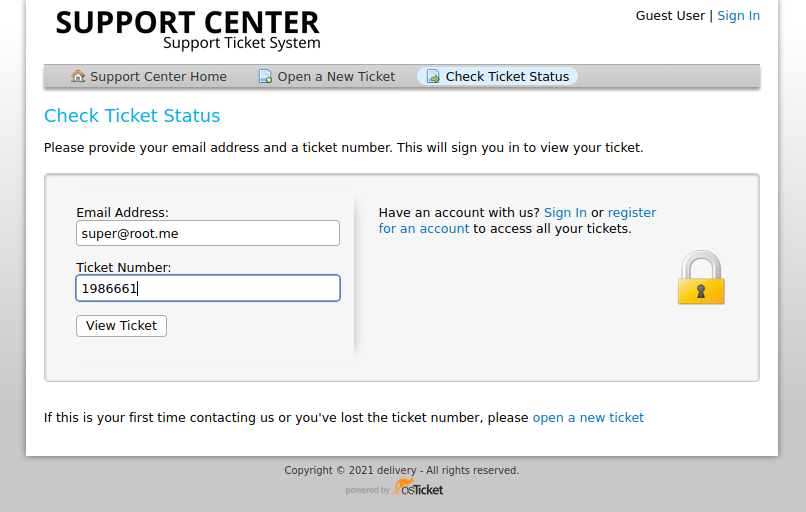 SUPPORT CENTER
Support Ticket System
Guest User | Sign In
Support Center Home
Open a New Ticket
Check Ticket Status
Check Ticket Status
Please provide your email address and a ticket number. This will sign you in to view your ticket.
Email Address:
super@root.me
Ticket Number:
1986661
View Ticket
Have an account with us? Sign In or register
for an account to access all your tickets.
If this is your first time contacting us or you've lost the ticket number, please open a new ticket
Copyright © 2021 delivery - All rights reserved.
powered by osTicket